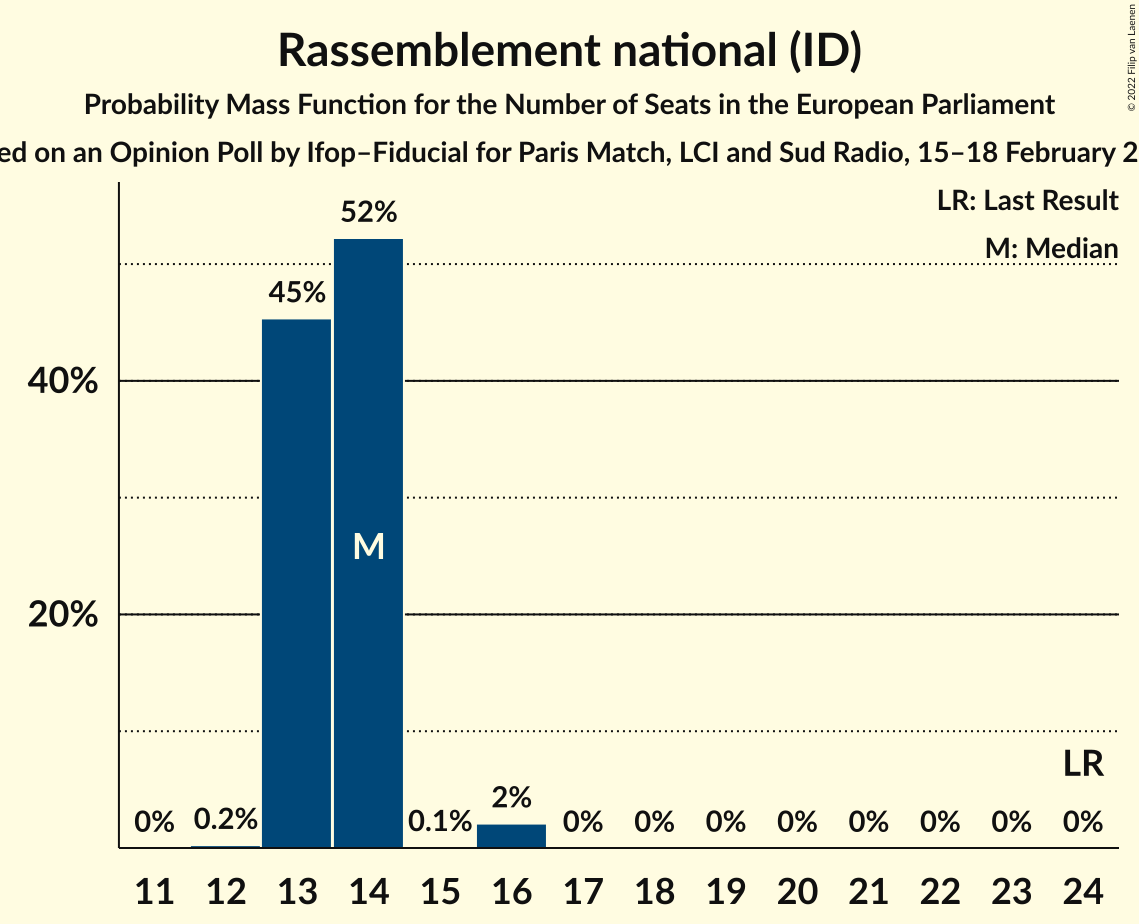 Rassemblement national (ID)
Probability Mass Function for the Number of Seats in the European Parliament
on an Opinion Poll by Ifop–Fiducial for Paris Match, LCI and Sud Radio, 15–18 February
© 2022 Filip van Laenen
LR: Last Result
M: Median
52%
45%
40%
M
20%
LR
0% 0.2% 0.1% 2% 0% 0% 0% 0% 0% 0% 0% 0%
11 12 13 14 15 16 17 18 19 20 21 22 23 24